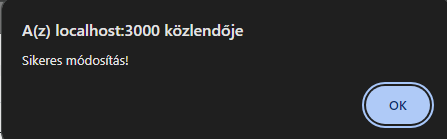 A(z) localhost:3000 közlendője
Sikeres módosítás!
OK